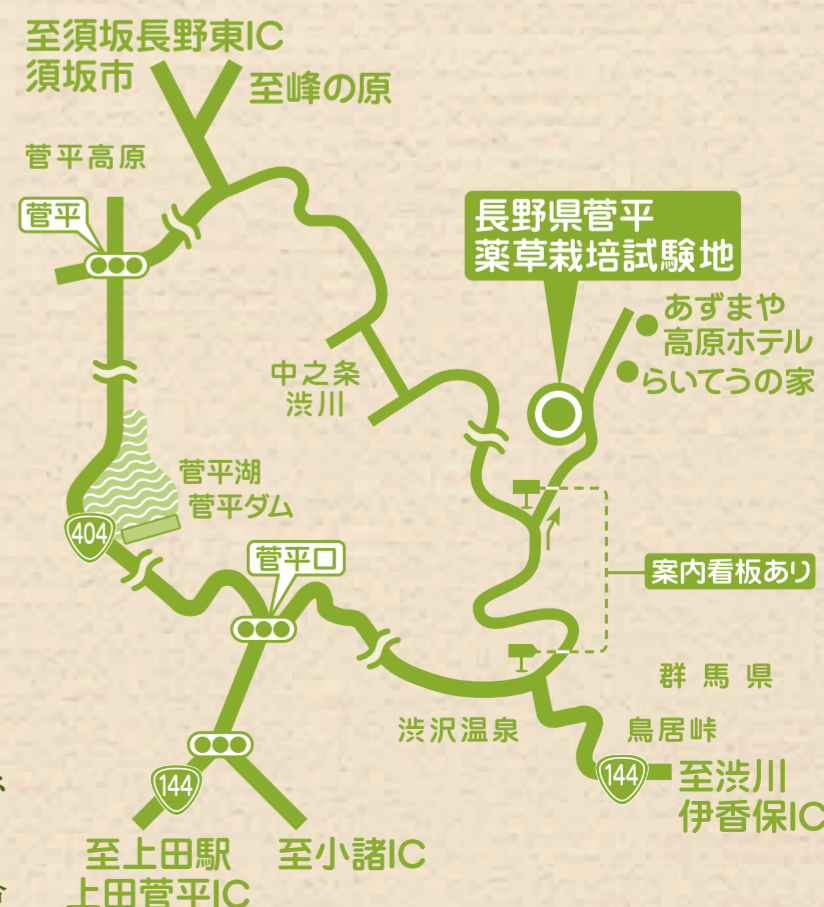 至須坂長野東IC
須坂市
至峰の原
菅平高原
菅平
長野県菅平
薬草栽培試験地
あずまや
高原ホテル
らいてうの家
中之条
渋川
菅平湖
菅平ダム
404
菅平口
案内看板あり
群馬県
渋沢温泉
鳥居峠
144
144
至渋川
伊香保IC
至上田駅
上田菅平IC
至小諸IC